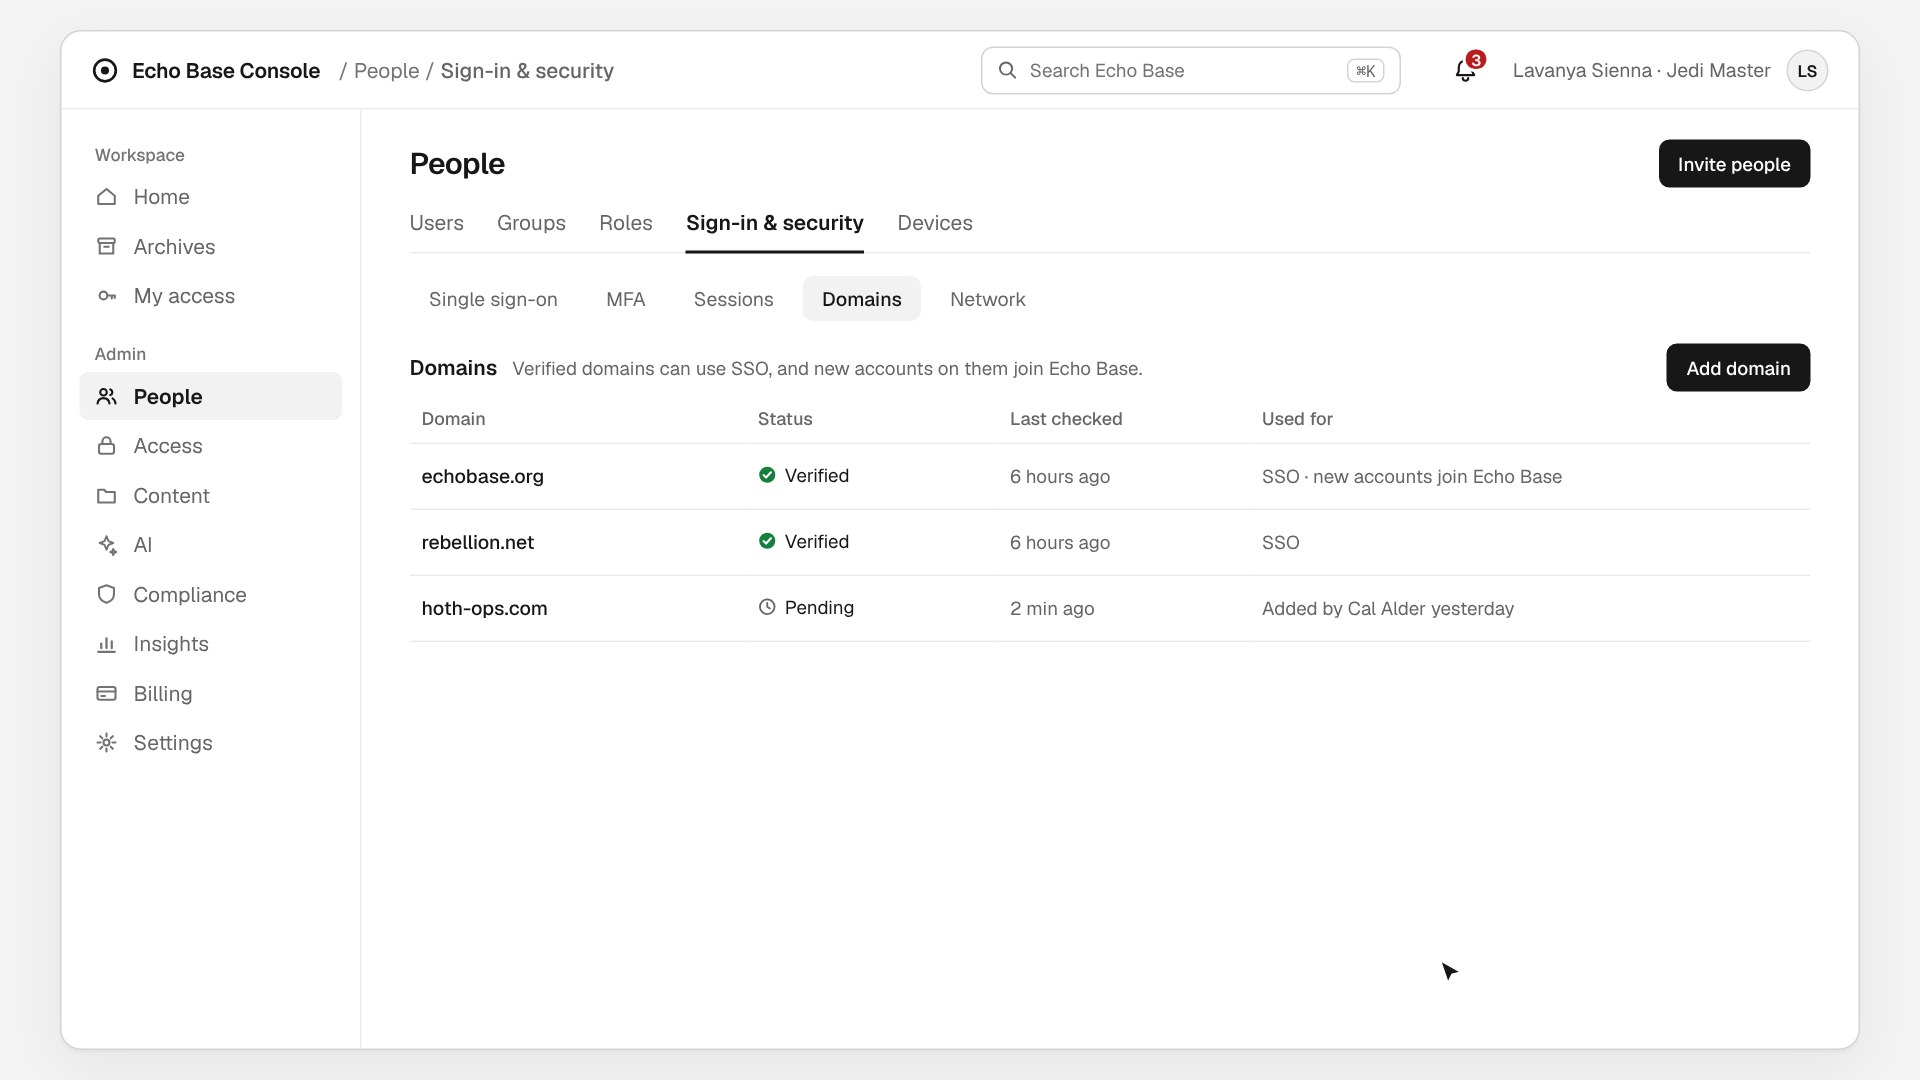 Echo Base Console / People / Sign-in & security
Search Echo Base ⌘K
3
Lavanya Sienna · Jedi Master LS
Workspace
Home
Archives
My access
Admin
People
Access
Content
AI
Compliance
Insights
Billing
Settings
People
Invite people
Users Groups Roles Sign-in & security Devices
Single sign-on MFA Sessions Domains Network
Domains Verified domains can use SSO, and new accounts on them join Echo Base.
Add domain
Domain Status Last checked Used for
echobase.org Verified 6 hours ago SSO · new accounts join Echo Base
rebellion.net Verified 6 hours ago SSO
hoth-ops.com Pending 2 min ago Added by Cal Alder yesterday